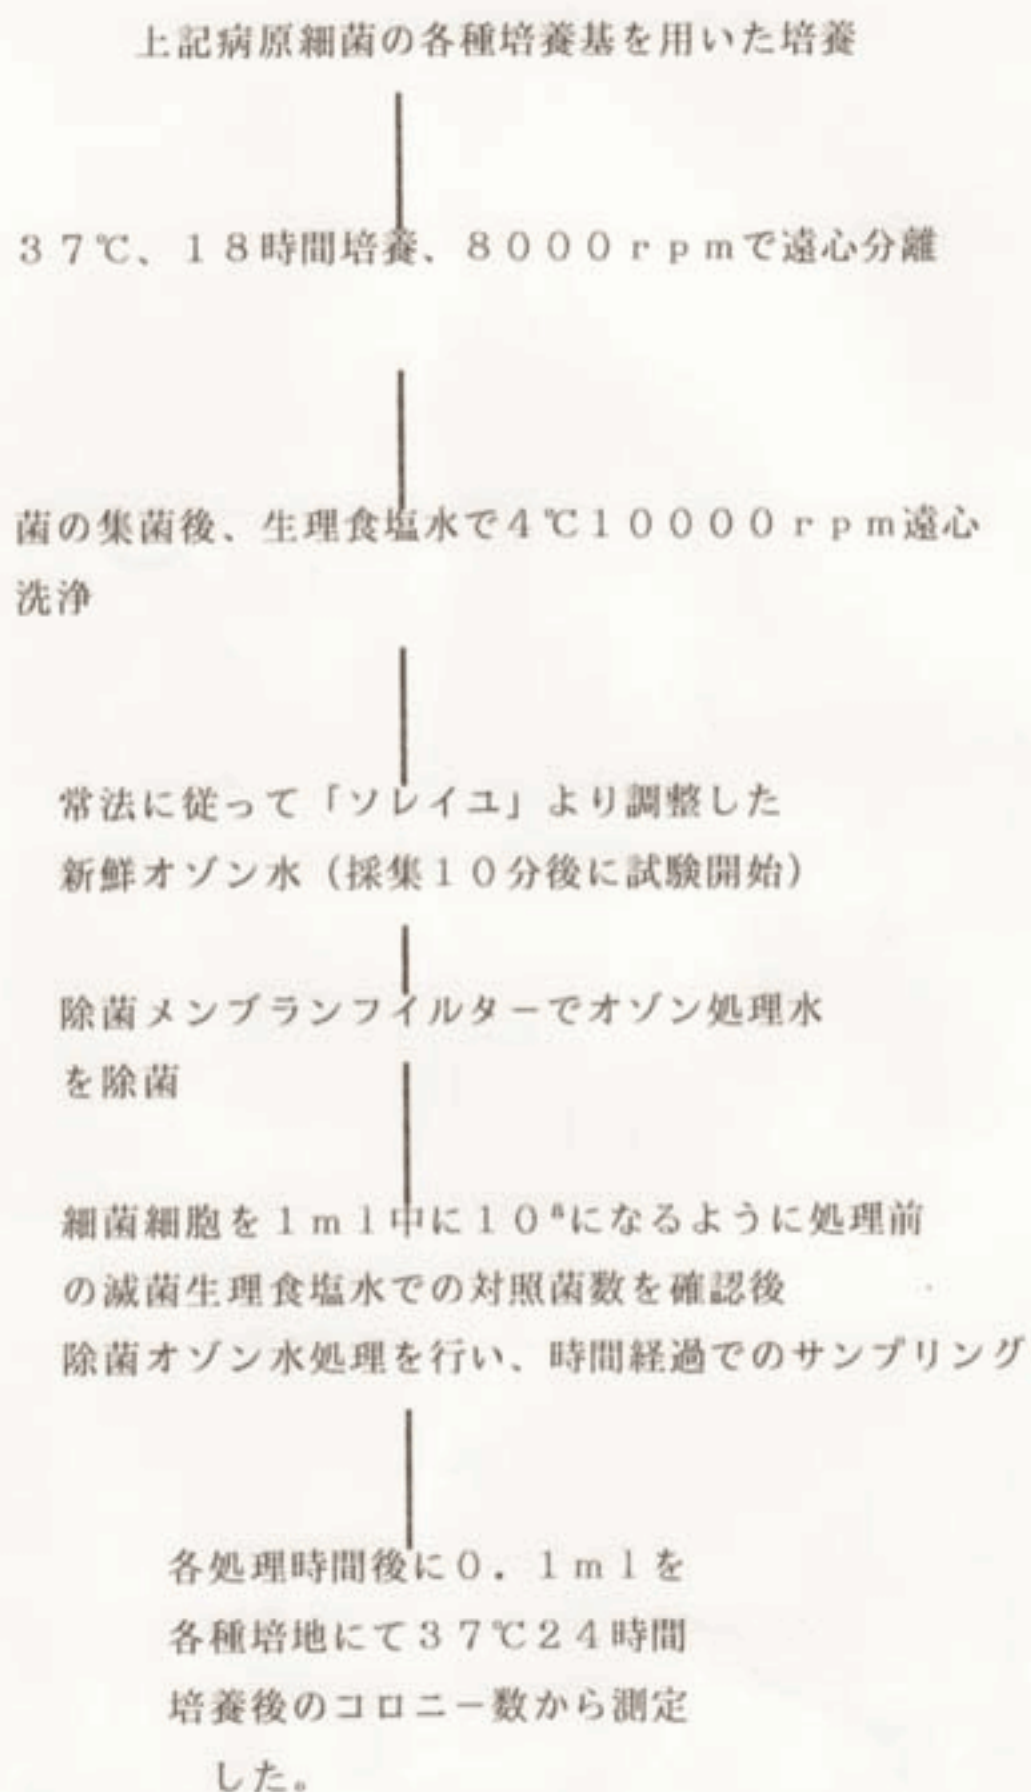 上記病原細菌の各種培養基を用いた培養
３７℃、１８時間培養、８０００ｒｐｍで遠心分離
菌の集菌後、生理食塩水で４℃１００００ｒｐｍ遠心
洗浄
常法に従って「ソレイユ」より調整した
新鮮オゾン水（採集１０分後に試験開始）
除菌メンブランフィルターでオゾン処理水
を除菌
細菌細胞を１ｍｌ中に１０⁸になるように処理前
の滅菌生理食塩水での対照菌数を確認後
除菌オゾン水処理を行い、時間経過でのサンプリング
各処理時間後に０．１ｍｌを
各種培地にて３７℃２４時間
培養後のコロニー数から測定
した。